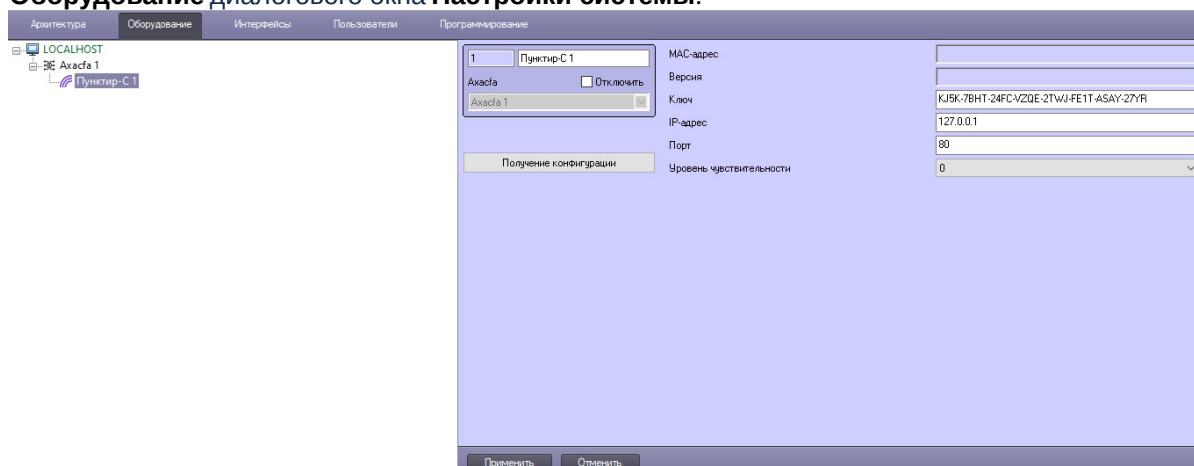 Оборудование диалогового окна Настройки системы.
Архитектура Оборудование Интерфейсы Пользователи Программирование
LOCALHOST
Axacfa 1
Пунктир-С 1
1 Пунктир-С 1
Axacfa Отключить
Axacfa 1
Получение конфигурации
MAC-адрес
Версия
Ключ KJ5K-7BHT-24FC-VZQE-2TWJ-FE1T-ASAY-27YR
IP-адрес 127.0.0.1
Порт 80
Уровень чувствительности 0
Применить Отменить